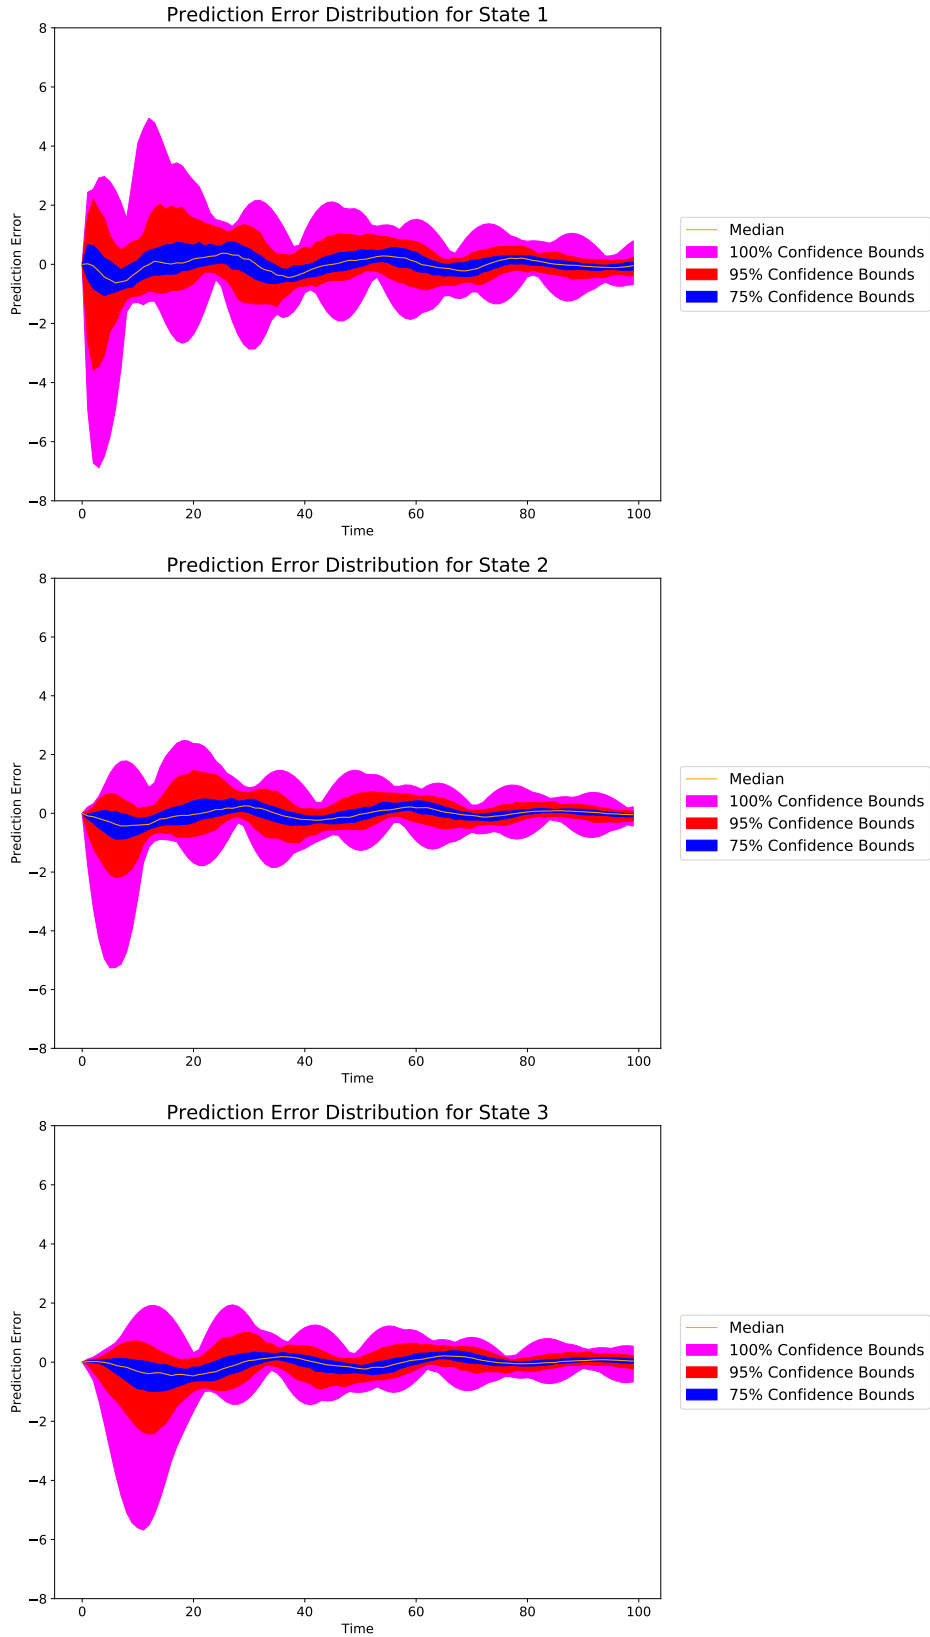 Prediction Error Distribution for State 1
8
6
4
2
0
−2
−4
−6
−8
Prediction Error
0 20 40 60 80 100
Time
Median
100% Confidence Bounds
95% Confidence Bounds
75% Confidence Bounds
Prediction Error Distribution for State 2
8
6
4
2
0
−2
−4
−6
−8
Prediction Error
0 20 40 60 80 100
Time
Median
100% Confidence Bounds
95% Confidence Bounds
75% Confidence Bounds
Prediction Error Distribution for State 3
8
6
4
2
0
−2
−4
−6
−8
Prediction Error
0 20 40 60 80 100
Time
Median
100% Confidence Bounds
95% Confidence Bounds
75% Confidence Bounds